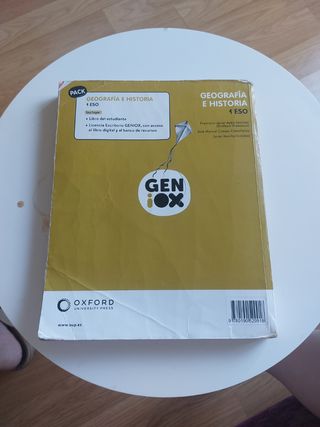 PACK
GEOGRAFÍA E HISTORIA
1 ESO
Incluye:
• Libro del estudiante
• Licencia Escritorio GENiOX, con acceso
al libro digital y al banco de recursos
GEOGRAFÍA
E HISTORIA
1 ESO
GEN
iOX
OXFORD
UNIVERSITY PRESS
www.oup.es